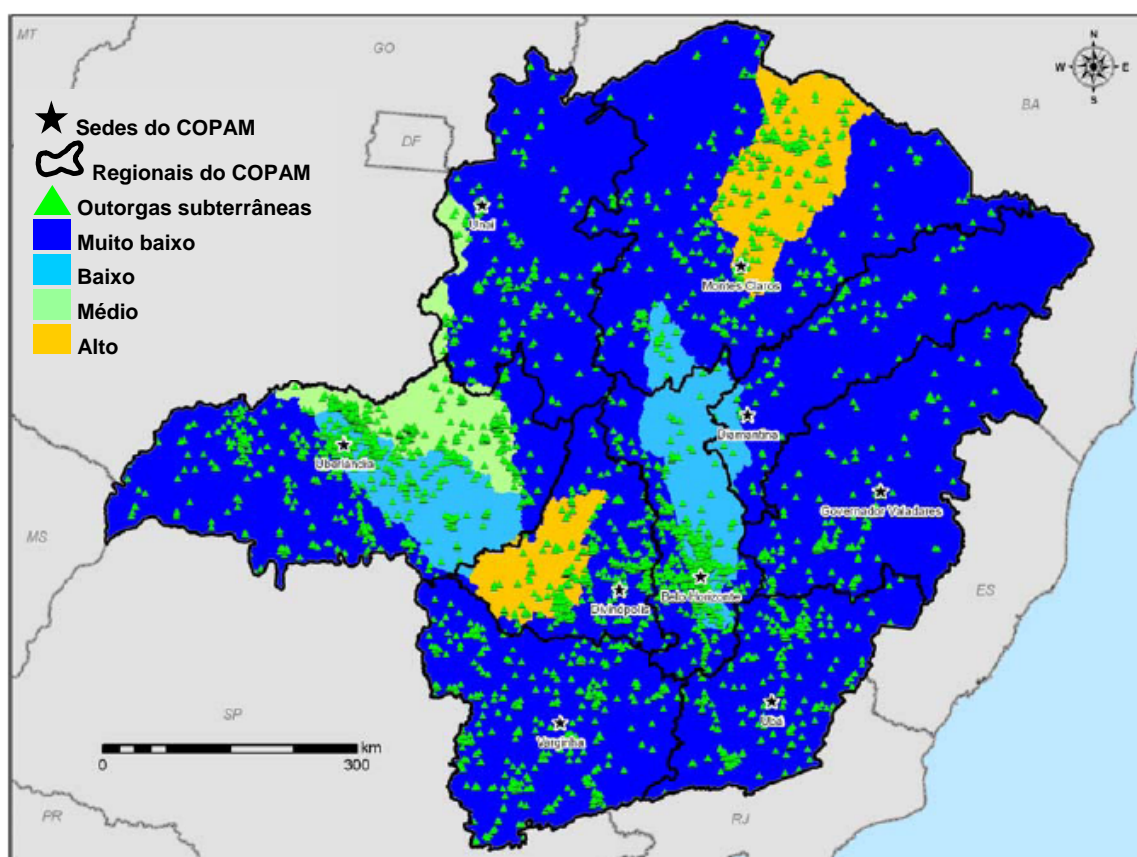 MT
GO
DF
BA
N
W
E
S
Sedes do COPAM
Regionais do COPAM
Outorgas subterrâneas
Muito baixo
Baixo
Médio
Alto
Unaí
Montes Claros
Diamantina
Uberlândia
Governador Valadares
MS
Belo Horizonte
Divinópolis
ES
Ubá
Varginha
SP
km
0
300
PR
RJ